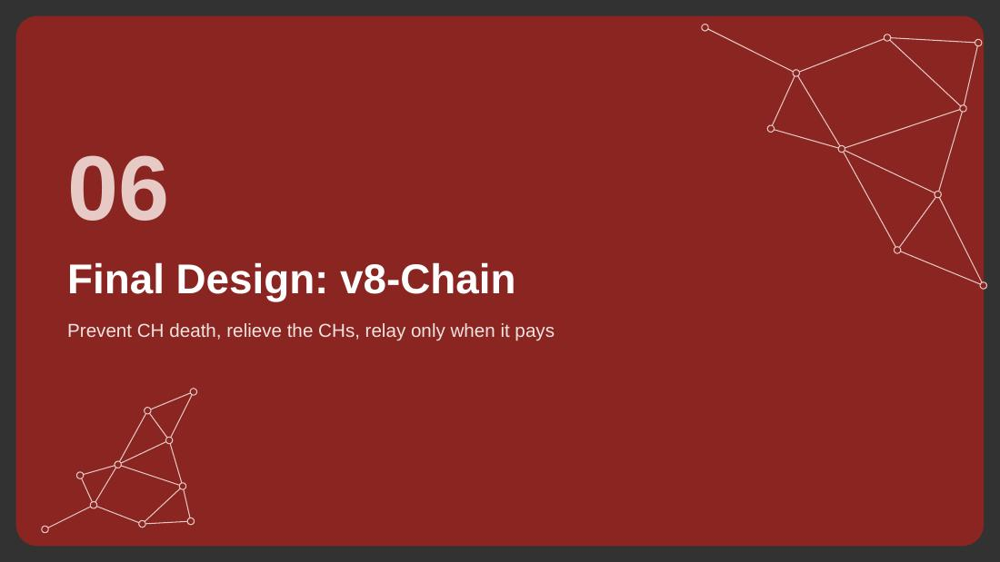 06
Final Design: v8-Chain
Prevent CH death, relieve the CHs, relay only when it pays